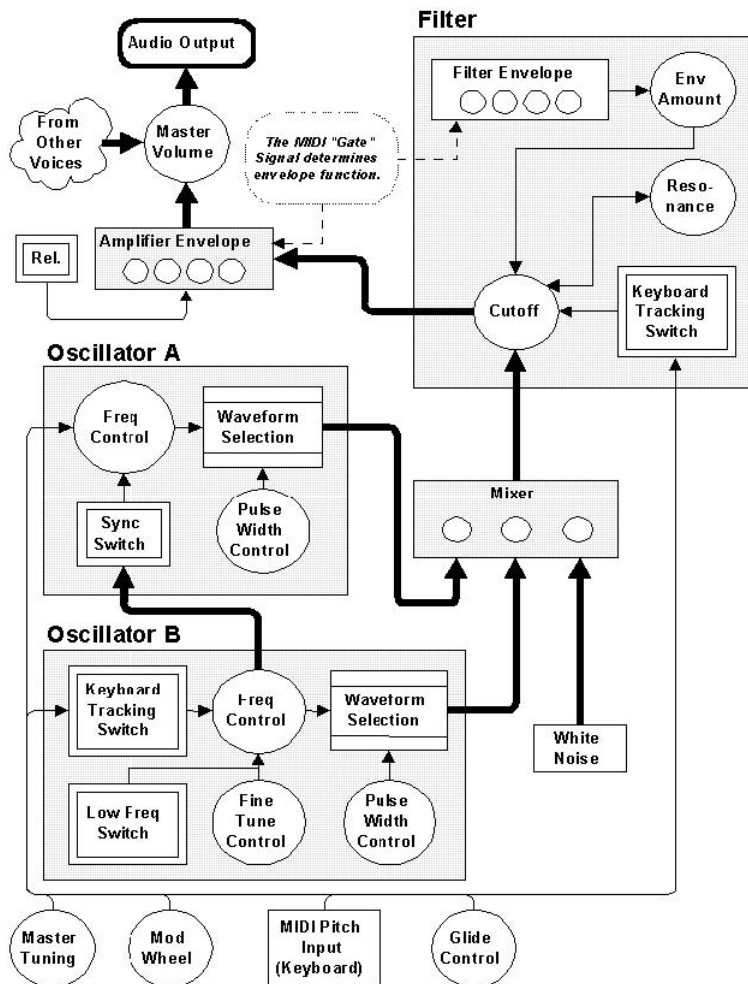 Filter
Audio Output
Filter Envelope
Env
Amount
From
Other
Voices
Master
Volume
The MIDI "Gate"
Signal determines
envelope function.
Reso-
nance
Rel.
Amplifier Envelope
Cutoff
Keyboard
Tracking
Switch
Oscillator A
Freq
Control
Waveform
Selection
Sync
Switch
Pulse
Width
Control
Mixer
Oscillator B
Keyboard
Tracking
Switch
Freq
Control
Waveform
Selection
White
Noise
Low Freq
Switch
Fine
Tune
Control
Pulse
Width
Control
Master
Tuning
Mod
Wheel
MIDI Pitch
Input
(Keyboard)
Glide
Control